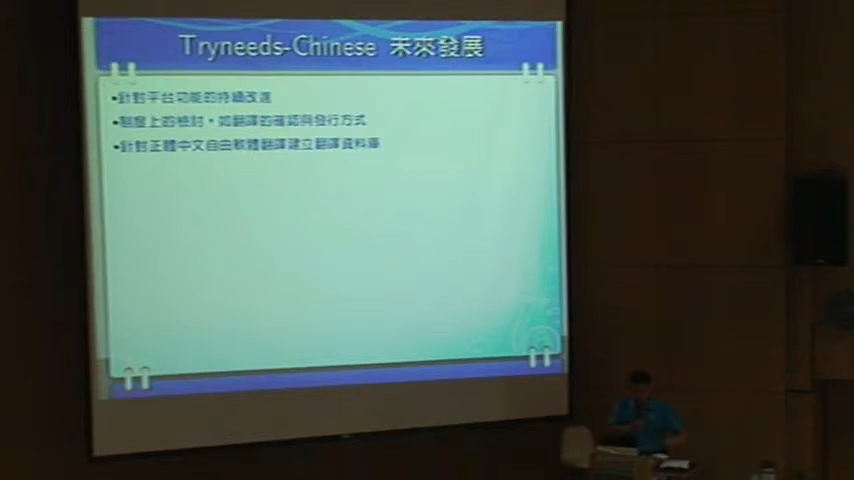 Tryneeds-Chinese 未來發展
•針對平台功能的持續改進
•制度上的檢討，如翻譯的確認與發行方式
•針對正體中文自由軟體翻譯建立翻譯資料庫